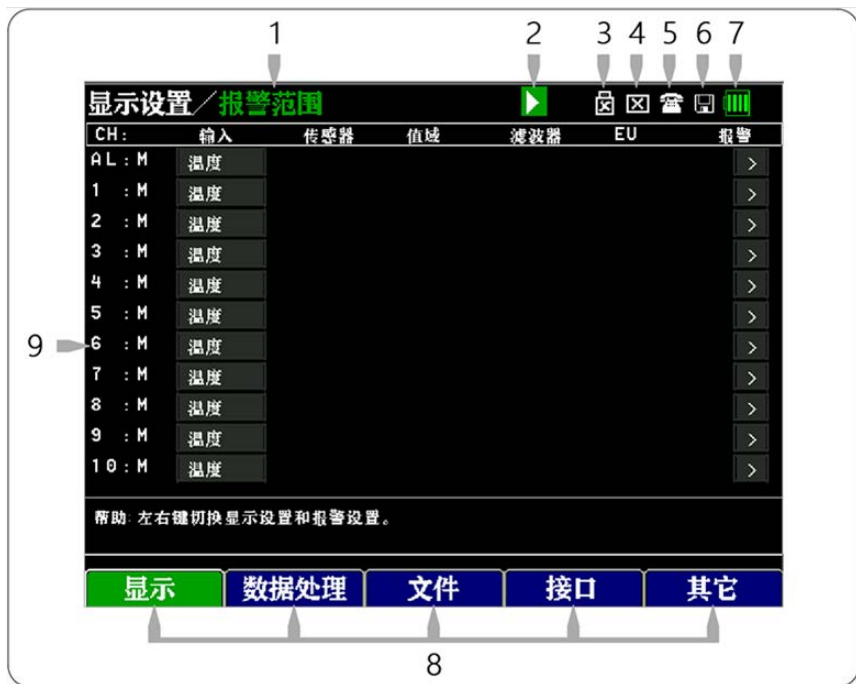 1 2 3 4 5 6 7
显示设置/报警范围
CH: 输入 传感器 值域 滤波器 EU 报警
AL:M 温度 >
1 :M 温度 >
2 :M 温度 >
3 :M 温度 >
4 :M 温度 >
5 :M 温度 >
9 6 :M 温度 >
7 :M 温度 >
8 :M 温度 >
9 :M 温度 >
10:M 温度 >
帮助: 左右键切换显示设置和报警设置。
显示 数据处理 文件 接口 其它
8